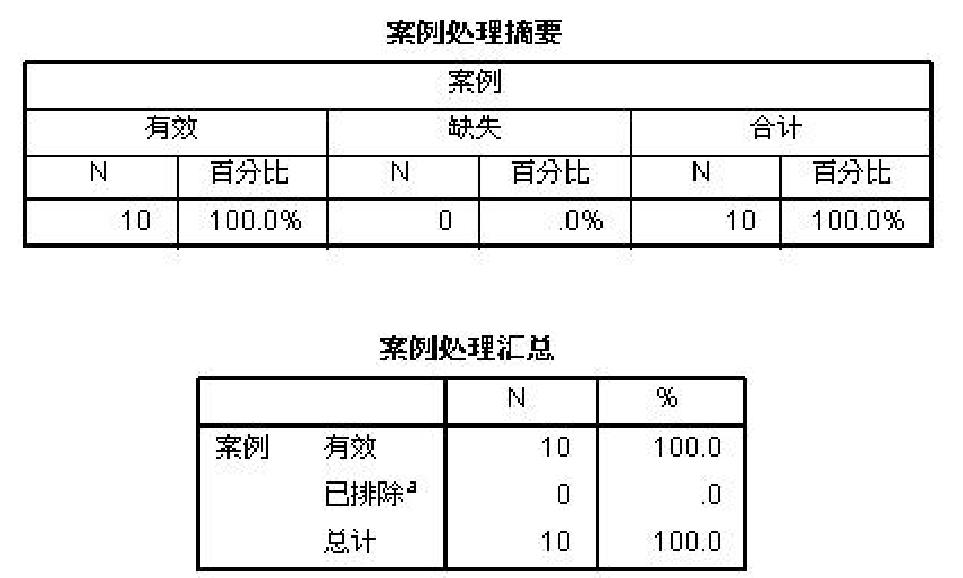 案例处理摘要
案例
有效 缺失 合计
N 百分比 N 百分比 N 百分比
10 100.0% 0 .0% 10 100.0%
案例处理汇总
N %
案例 有效 10 100.0
已排除a 0 .0
总计 10 100.0